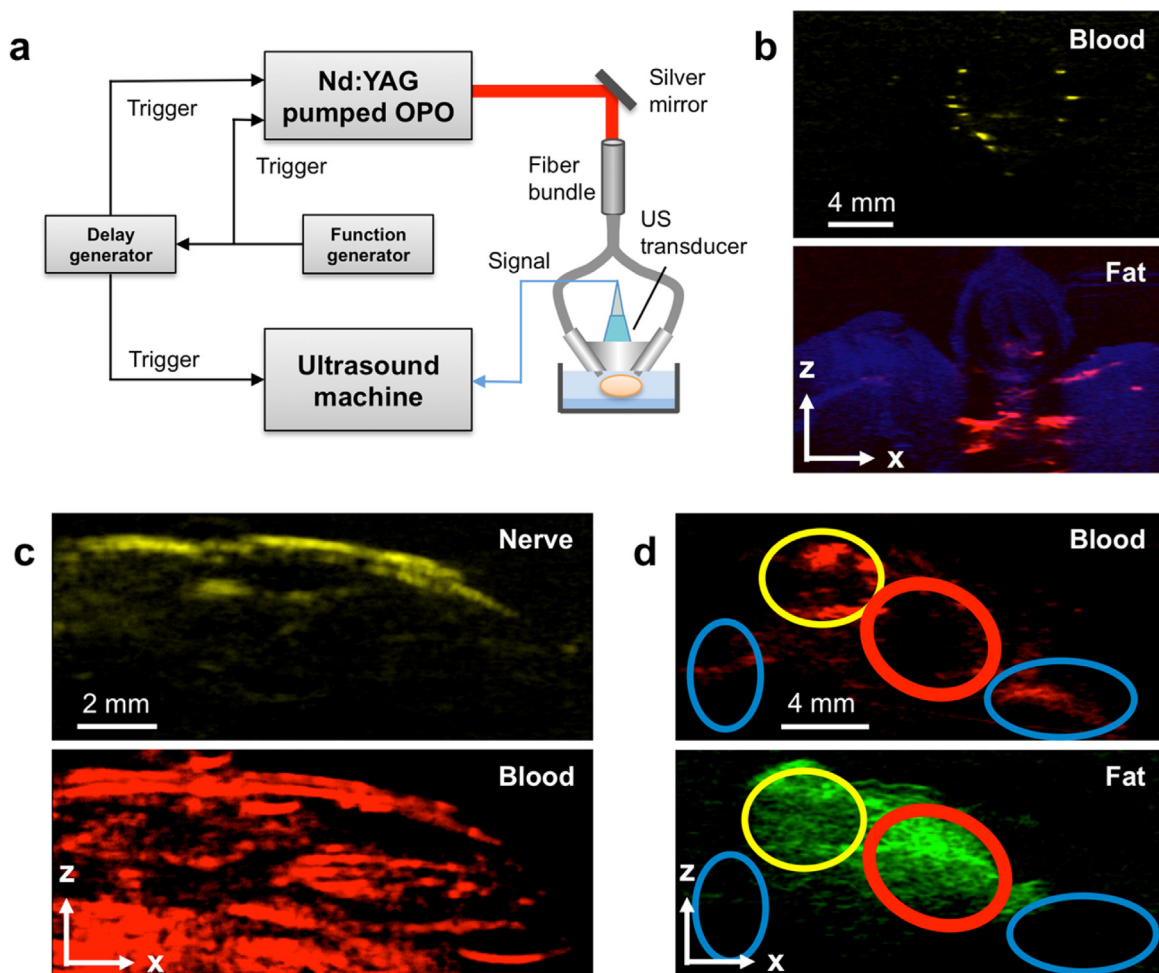 a
Nd:YAG
pumped OPO
Silver
mirror
Trigger
Trigger
Fiber
bundle
US
transducer
Delay
generator
Function
generator
Signal
Trigger
Ultrasound
machine
b
Blood
4 mm
Fat
z
x
c
Nerve
2 mm
Blood
z
x
d
Blood
4 mm
Fat
z
x